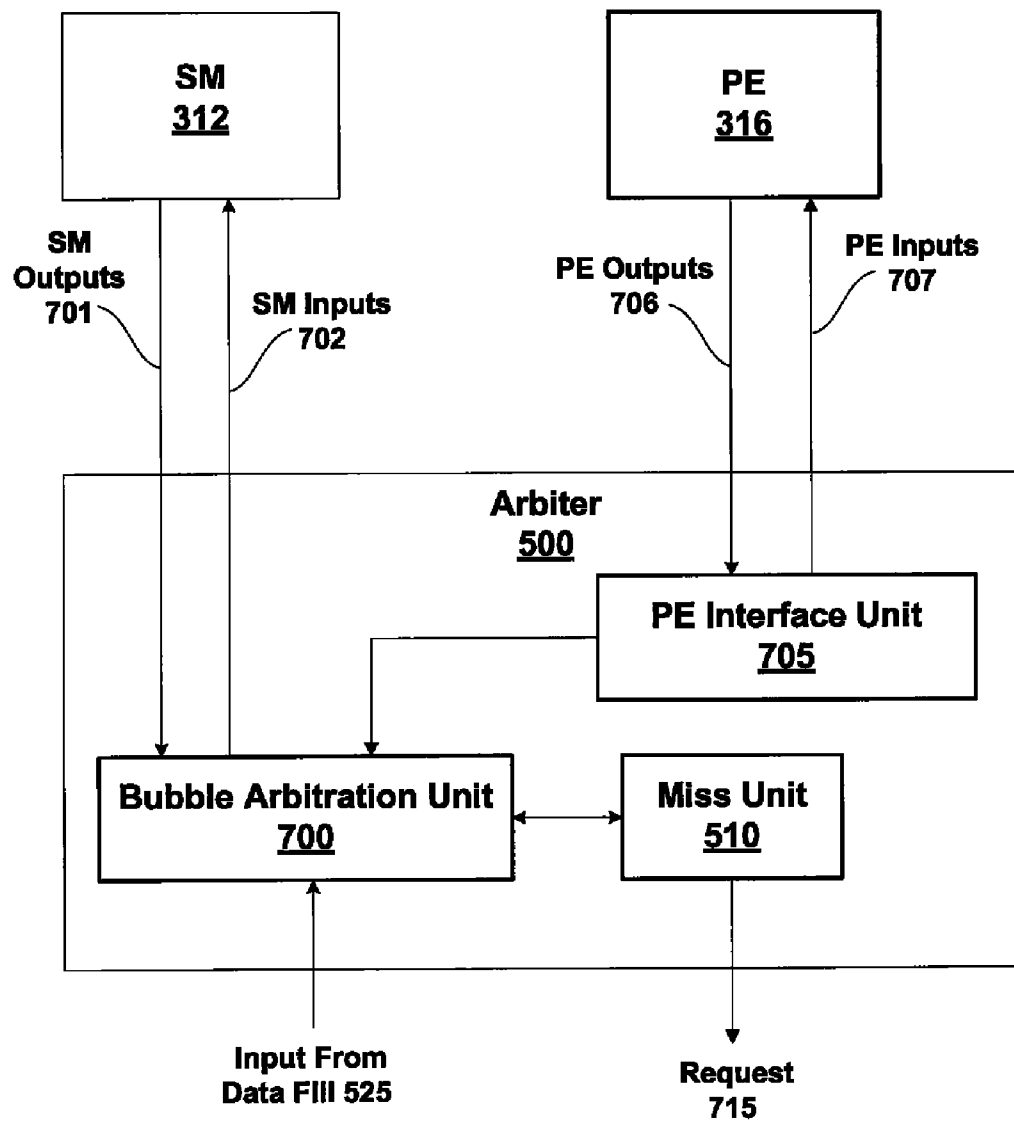 SM
312
PE
316
SM
Outputs
701
SM Inputs
702
PE Outputs
706
PE Inputs
707
Arbiter
500
PE Interface Unit
705
Bubble Arbitration Unit
700
Miss Unit
510
Input From
Data FIll 525
Request
715